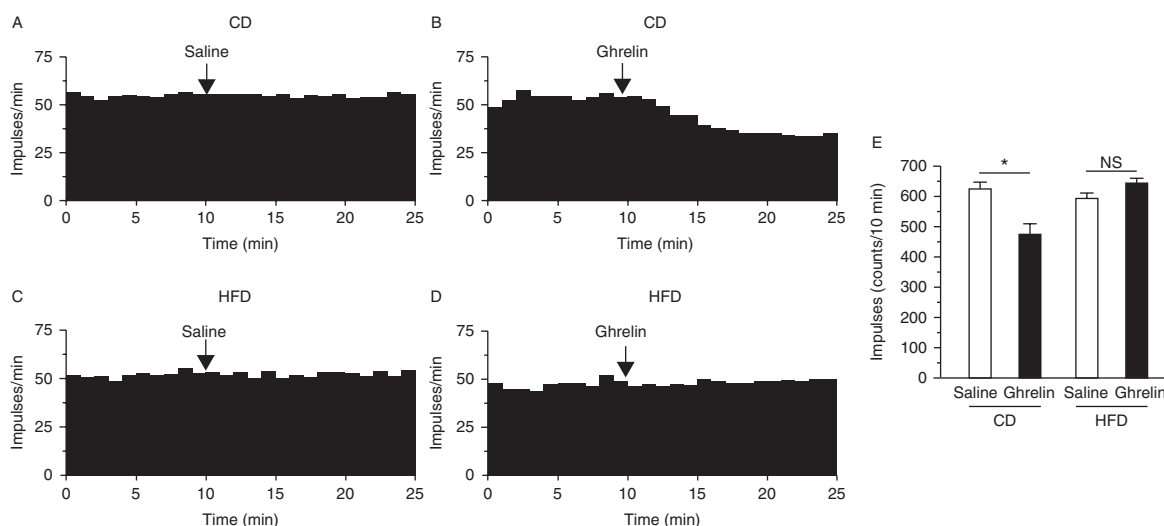 A
CD
Saline
75
50
25
0
Impulses/min
0 5 10 15 20 25
Time (min)
B
CD
Ghrelin
75
50
25
0
Impulses/min
0 5 10 15 20 25
Time (min)
C
HFD
Saline
75
50
25
0
Impulses/min
0 5 10 15 20 25
Time (min)
D
HFD
Ghrelin
75
50
25
0
Impulses/min
0 5 10 15 20 25
Time (min)
E
700
600
500
400
300
200
100
0
Impulses (counts/10 min)
* NS
Saline Ghrelin Saline Ghrelin
CD HFD